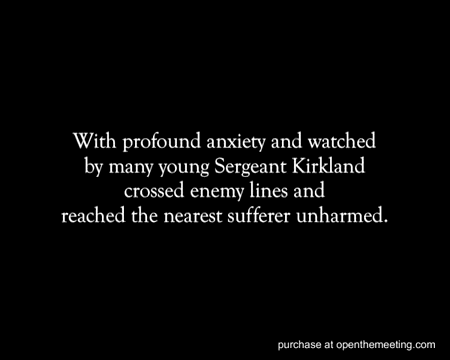 With profound anxiety and watched
by many young Sergeant Kirkland
crossed enemy lines and
reached the nearest sufferer unharmed.
purchase at openthemeeting.com